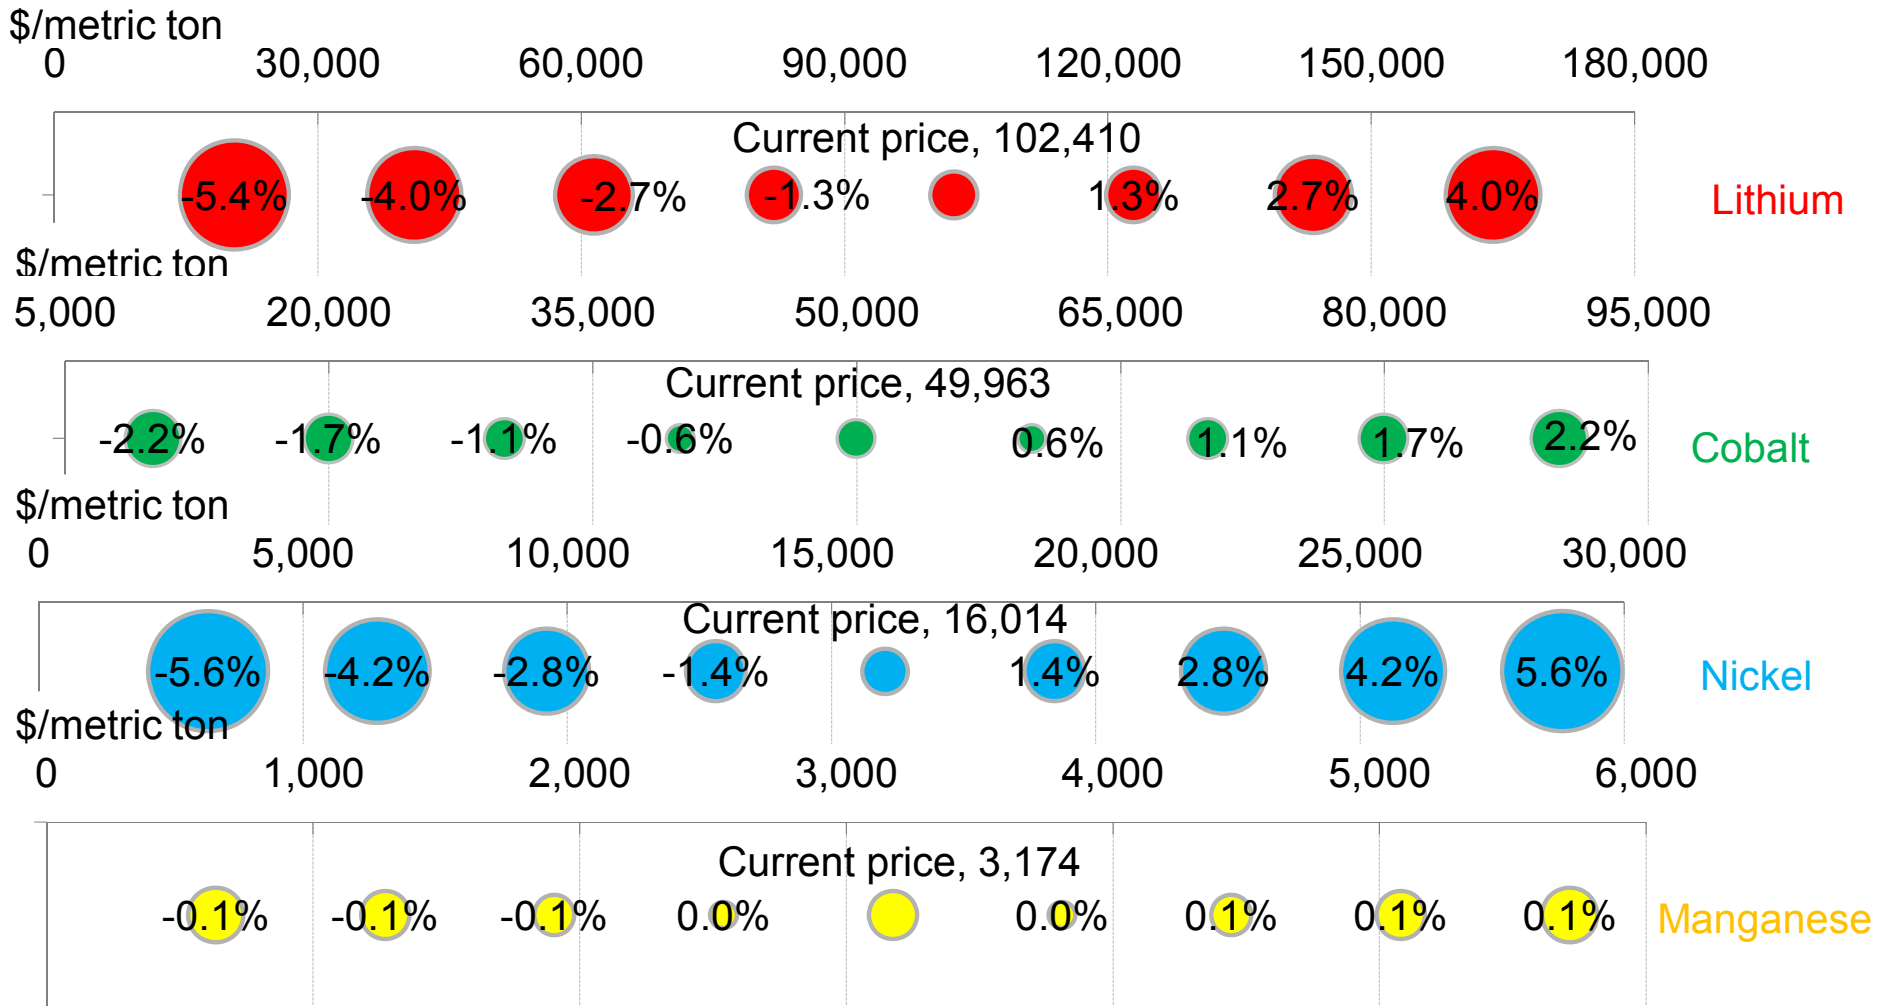 $/metric ton
0 30,000 60,000 90,000 120,000 150,000 180,000
Current price, 102,410
-5.4% -4.0% -2.7% -1.3% 1.3% 2.7% 4.0% Lithium
$/metric ton
5,000 20,000 35,000 50,000 65,000 80,000 95,000
Current price, 49,963
-2.2% -1.7% -1.1% -0.6% 0.6% 1.1% 1.7% 2.2% Cobalt
$/metric ton
0 5,000 10,000 15,000 20,000 25,000 30,000
Current price, 16,014
-5.6% -4.2% -2.8% -1.4% 1.4% 2.8% 4.2% 5.6% Nickel
$/metric ton
0 1,000 2,000 3,000 4,000 5,000 6,000
Current price, 3,174
-0.1% -0.1% -0.1% 0.0% 0.0% 0.1% 0.1% 0.1% Manganese